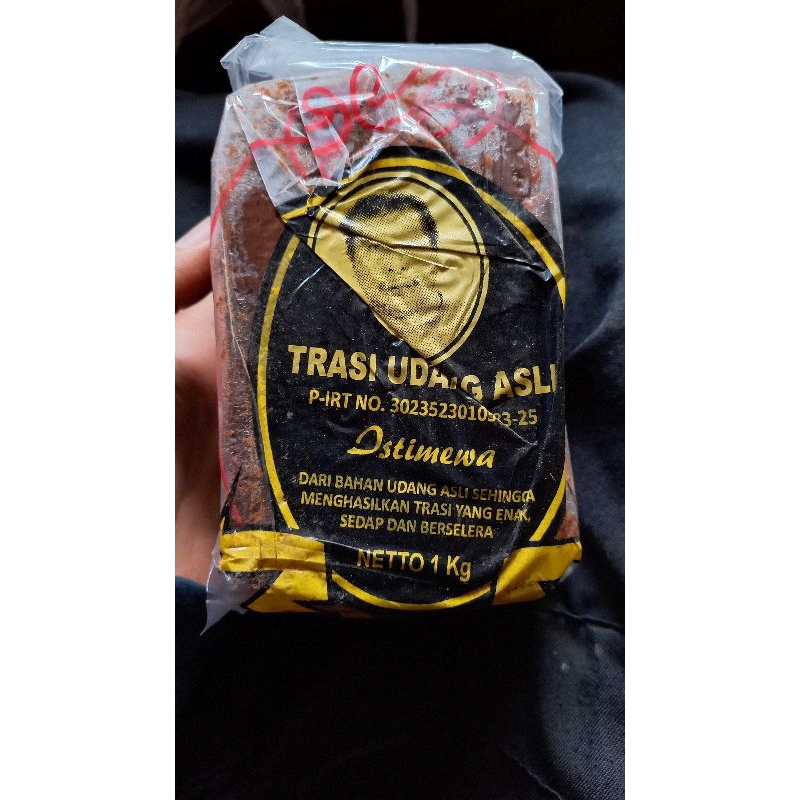 TRASI UDANG ASLI
P-IRT NO.
Istimewa
DARI BAHAN UDANG ASLI SEHINGGA
MENGHASILKAN TRASI YANG ENAK,
SEDAP DAN BERSELERA
NETTO 1 Kg